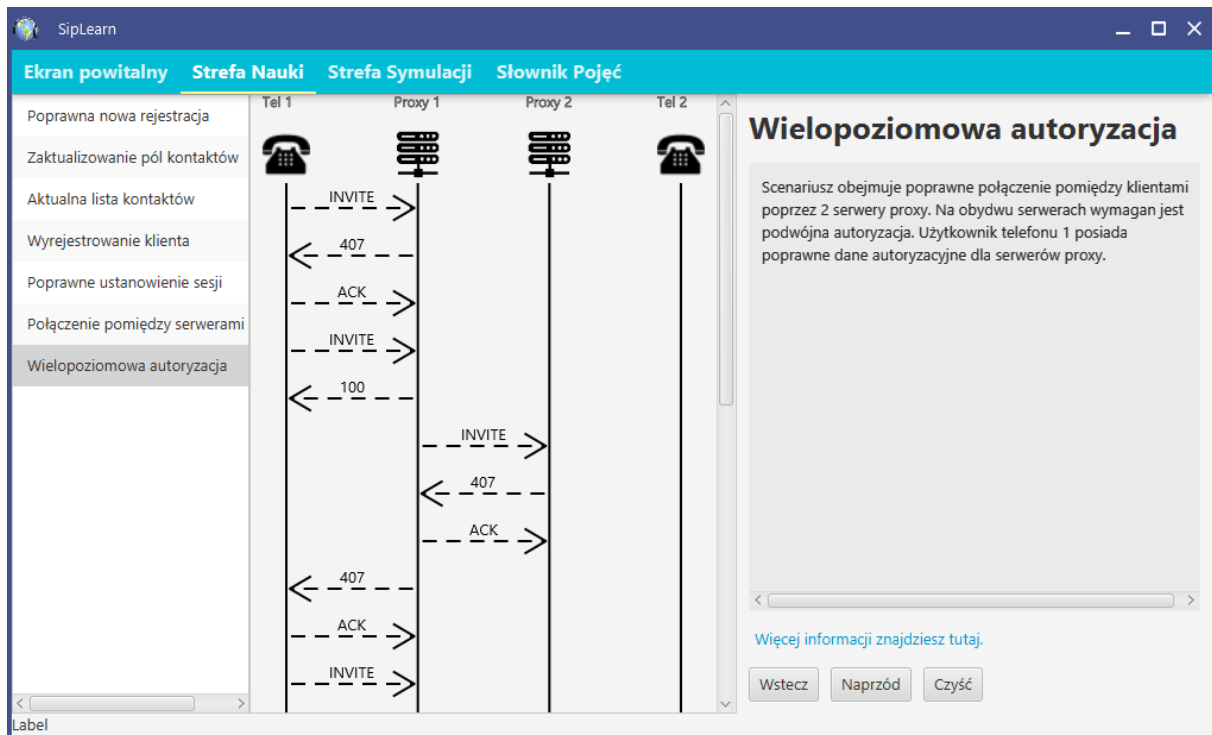 SipLearn
Ekran powitalny Strefa Nauki Strefa Symulacji Słownik Pojęć
Poprawna nowa rejestracja
Zaktualizowanie pól kontaktów
Aktualna lista kontaktów
Wyrejestrowanie klienta
Poprawne ustanowienie sesji
Połączenie pomiędzy serwerami
Wielopoziomowa autoryzacja
Tel 1 Proxy 1 Proxy 2 Tel 2
INVITE
407
ACK
INVITE
100
INVITE
407
ACK
407
ACK
INVITE
Wielopoziomowa autoryzacja
Scenariusz obejmuje poprawne połączenie pomiędzy klientami
poprzez 2 serwery proxy. Na obydwu serwerach wymagan jest
podwójna autoryzacja. Użytkownik telefonu 1 posiada
poprawne dane autoryzacyjne dla serwerów proxy.
Więcej informacji znajdziesz tutaj.
Wstecz Naprzód Czyść
Label